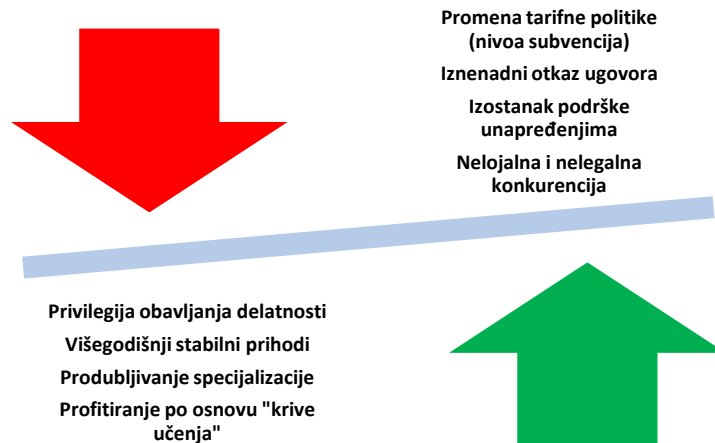 Promena tarifne politike
(nivoa subvencija)
Iznenadni otkaz ugovora
Izostanak podrške
unapređenjima
Nelojalna i nelegalna
konkurencija
Privilegija obavljanja delatnosti
Višegodišnji stabilni prihodi
Produbljivanje specijalizacije
Profitiranje po osnovu "krive
učenja"